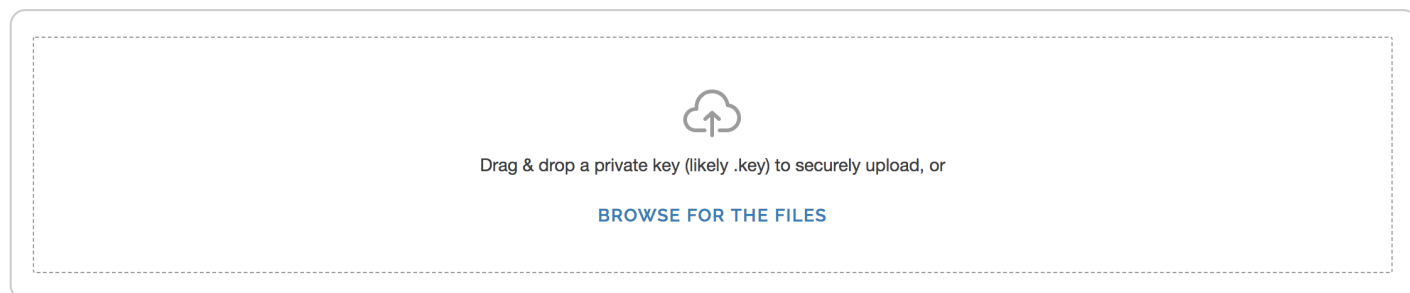 Drag & drop a private key (likely .key) to securely upload, or
BROWSE FOR THE FILES